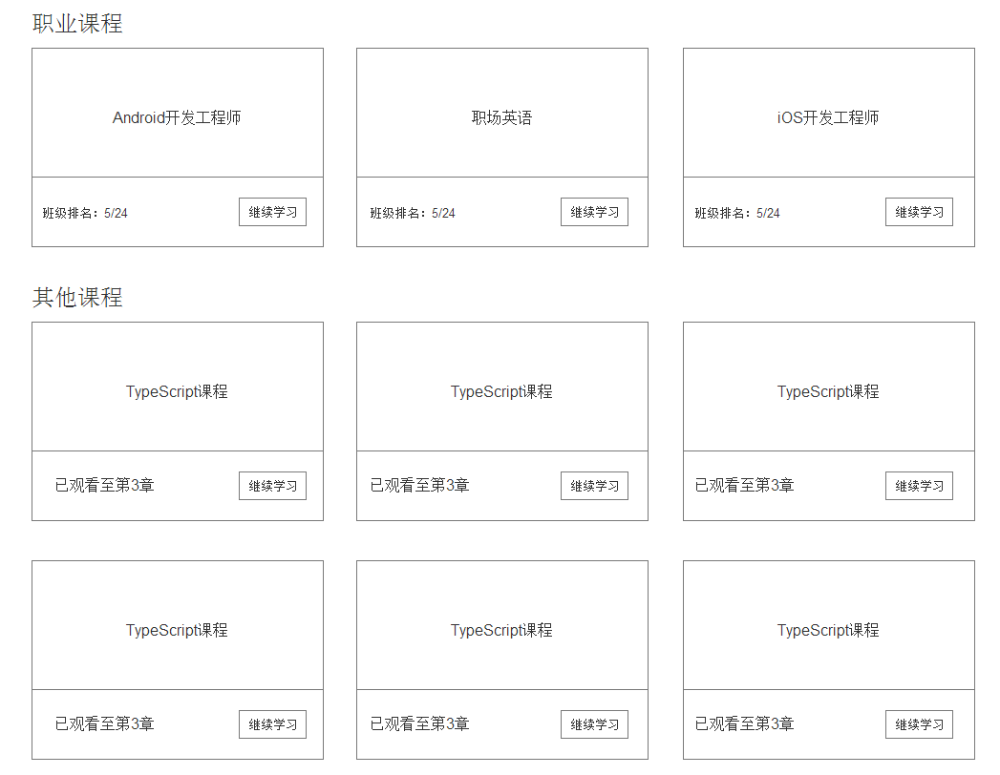 职业课程
Android开发工程师
职场英语
iOS开发工程师
班级排名：5/24
继续学习
班级排名：5/24
继续学习
班级排名：5/24
继续学习
其他课程
TypeScript课程
TypeScript课程
TypeScript课程
已观看至第3章
继续学习
已观看至第3章
继续学习
已观看至第3章
继续学习
TypeScript课程
TypeScript课程
TypeScript课程
已观看至第3章
继续学习
已观看至第3章
继续学习
已观看至第3章
继续学习